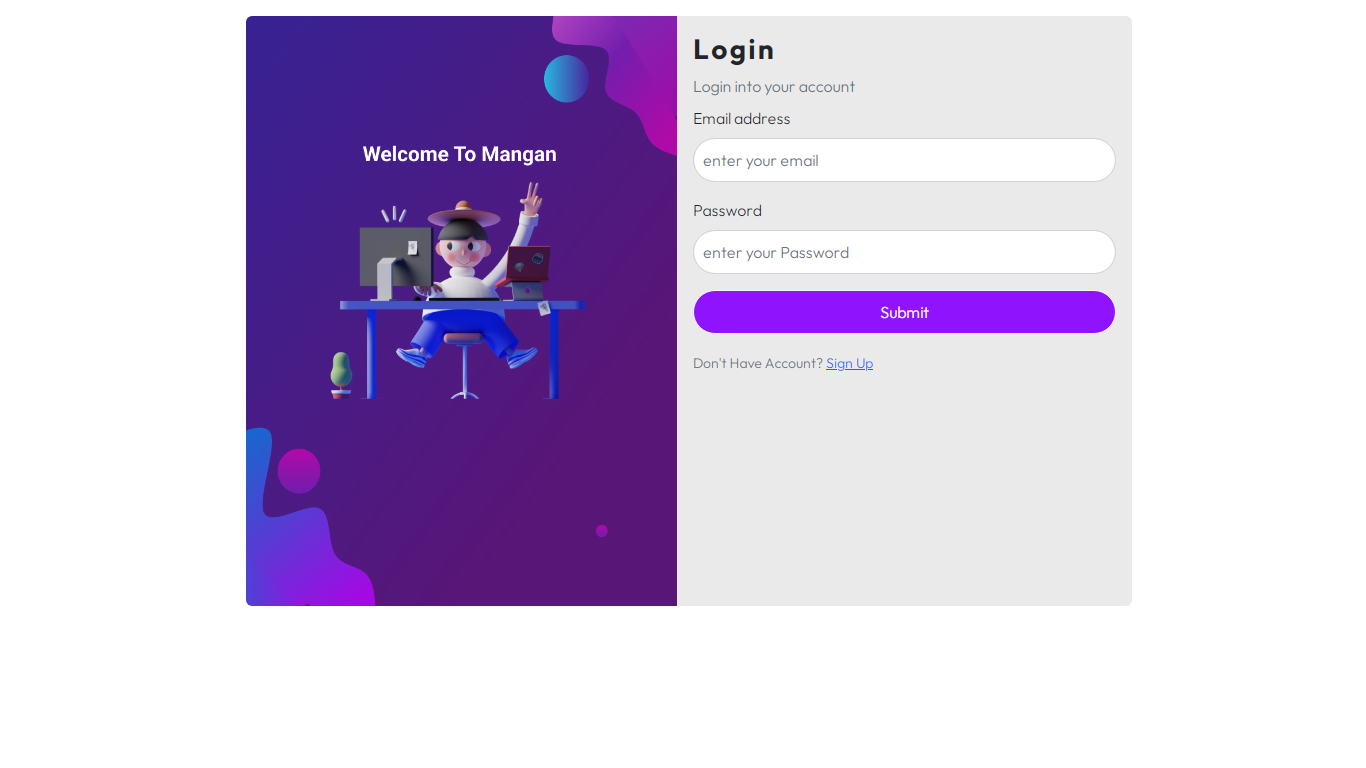 Welcome To Mangan
Login
Login into your account
Email address
enter your email
Password
enter your Password
Submit
Don't Have Account? Sign Up